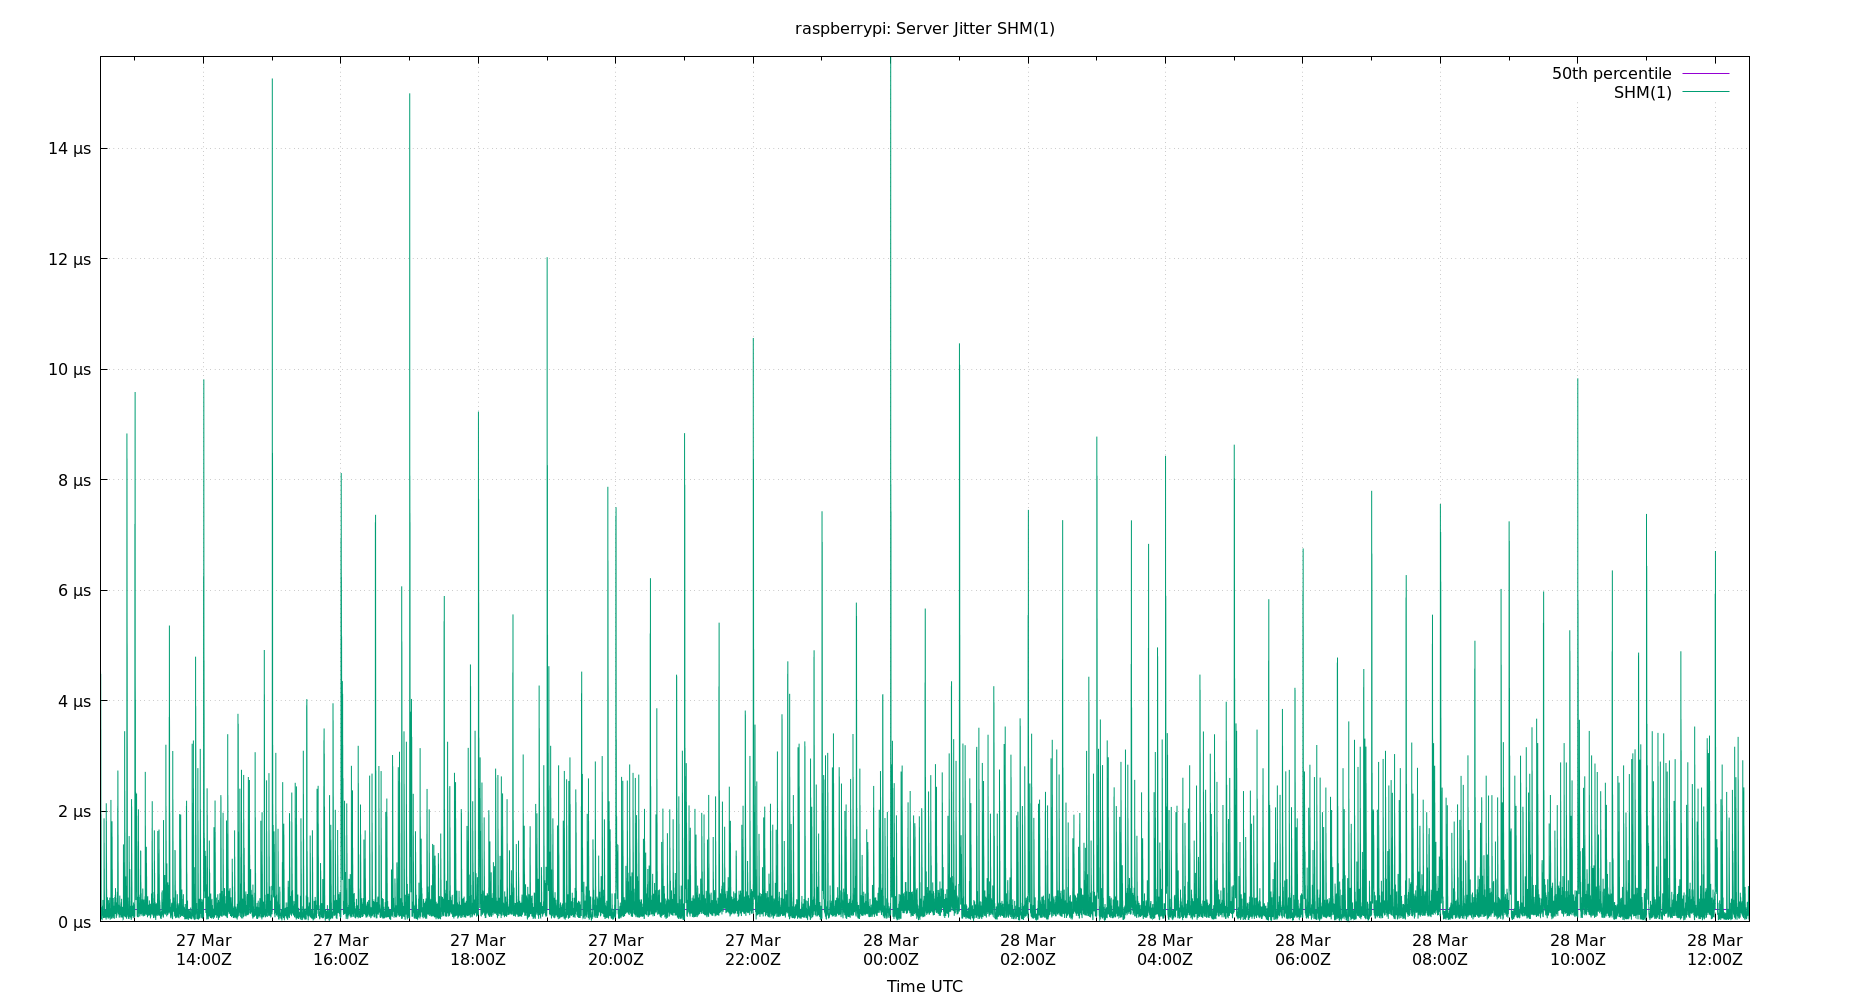 raspberrypi: Server Jitter SHM(1)
50th percentile
SHM(1)
14 µs
12 µs
10 µs
8 µs
6 µs
4 µs
2 µs
0 µs
27 Mar 27 Mar 27 Mar 27 Mar 27 Mar 28 Mar 28 Mar 28 Mar 28 Mar 28 Mar 28 Mar 28 Mar
14:00Z 16:00Z 18:00Z 20:00Z 22:00Z 00:00Z 02:00Z 04:00Z 06:00Z 08:00Z 10:00Z 12:00Z
Time UTC